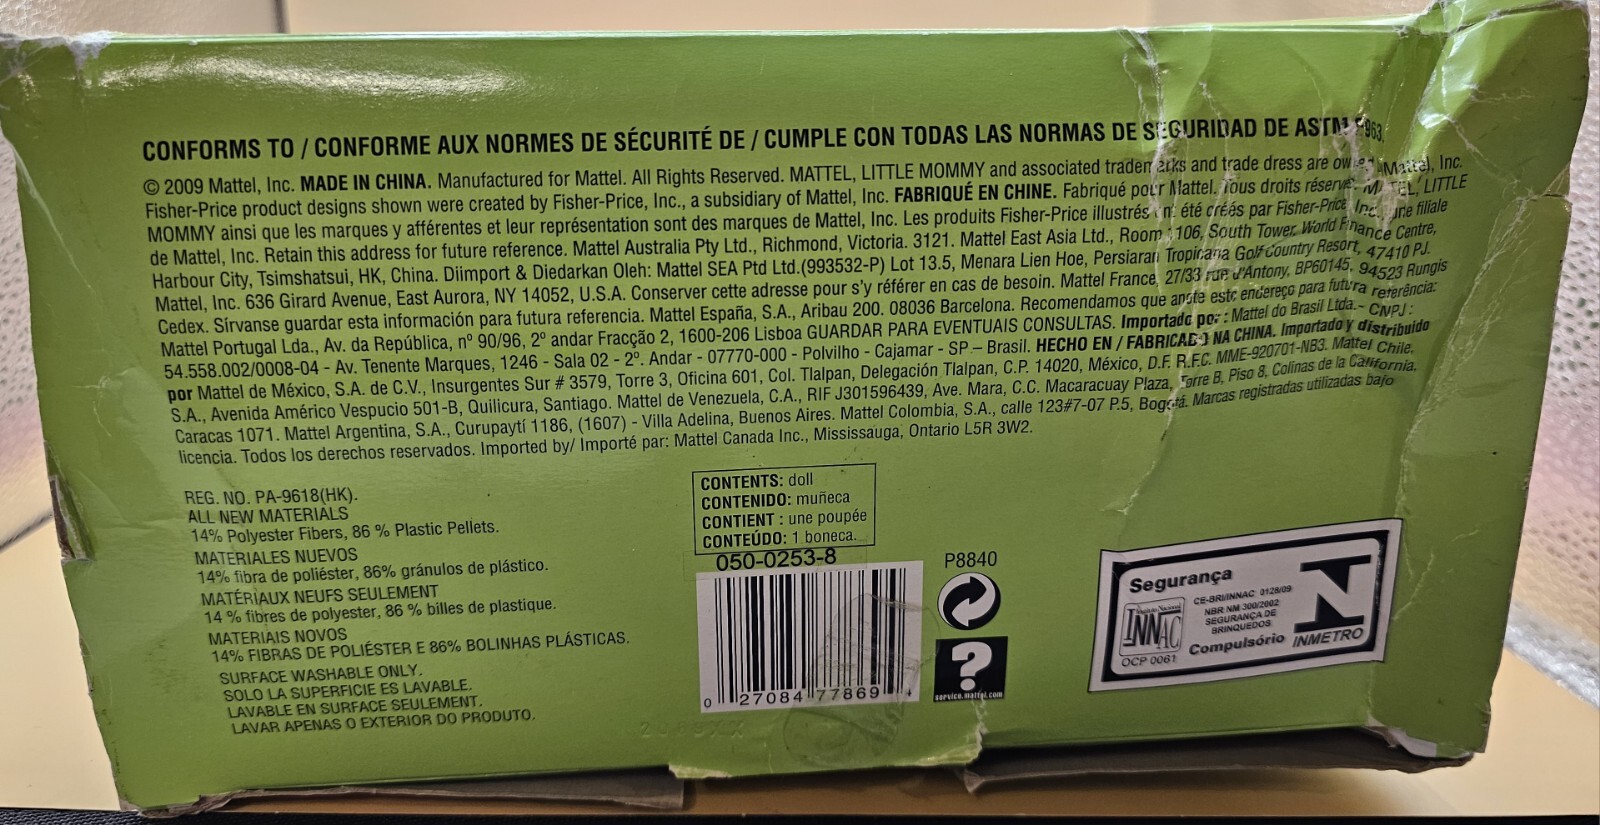 CONFORMS TO / CONFORME AUX NORMES DE SÉCURITÉ DE / CUMPLE CON TODAS LAS NORMAS DE SEGURIDAD DE ASTM F963,
© 2009 Mattel, Inc. MADE IN CHINA. Manufactured for Mattel. All Rights Reserved. MATTEL, LITTLE MOMMY and associated trademarks and trade dress are owned Mattel, Inc.
Fisher-Price product designs shown were created by Fisher-Price, Inc., a subsidiary of Mattel, Inc. FABRIQUÉ EN CHINE. Fabriqué pour Mattel. Tous droits réservés. MATTEL, LITTLE
MOMMY ainsi que les marques y afférentes et leur représentation sont des marques de Mattel, Inc. Les produits Fisher-Price illustrés ont été créés par Fisher-Price, Inc., une filiale
de Mattel, Inc. Retain this address for future reference. Mattel Australia Pty Ltd., Richmond, Victoria. 3121. Mattel East Asia Ltd., Room 1106, South Tower, World Finance Centre,
Harbour City, Tsimshatsui, HK, China. Diimport & Diedarkan Oleh: Mattel SEA Ptd Ltd.(993532-P) Lot 13.5, Menara Lien Hoe, Persiaran Tropicana Golf Country Resort, 47410 PJ.
Mattel, Inc. 636 Girard Avenue, East Aurora, NY 14052, U.S.A. Conserver cette adresse pour s'y référer en cas de besoin. Mattel France, 27/33 rue d'Antony, BP60145, 94523 Rungis
Cedex. Sírvanse guardar esta información para futura referencia. Mattel España, S.A., Aribau 200. 08036 Barcelona. Recomendamos que anote este endereço para futura referência:
Mattel Portugal Lda., Av. da República, nº 90/96, 2º andar Fracção 2, 1600-206 Lisboa GUARDAR PARA EVENTUAIS CONSULTAS. Importado por : Mattel do Brasil Ltda.- CNPJ :
54.558.002/0008-04 - Av. Tenente Marques, 1246 - Sala 02 - 2º. Andar - 07770-000 - Polvilho - Cajamar - SP – Brasil. HECHO EN / FABRICADO NA CHINA. Importado y distribuido
por Mattel de México, S.A. de C.V., Insurgentes Sur # 3579, Torre 3, Oficina 601, Col. Tlalpan, Delegación Tlalpan, C.P. 14020, México, D.F. R.F.C. MME-920701-NB3. Mattel Chile,
S.A., Avenida Américo Vespucio 501-B, Quilicura, Santiago. Mattel de Venezuela, C.A., RIF J301596439, Ave. Mara, C.C. Macaracuay Plaza, Torre B, Piso 8, Colinas de la California,
Caracas 1071. Mattel Argentina, S.A., Curupaytí 1186, (1607) - Villa Adelina, Buenos Aires. Mattel Colombia, S.A., calle 123#7-07 P.5, Bogotá. Marcas registradas utilizadas bajo
licencia. Todos los derechos reservados. Imported by/ Importé par: Mattel Canada Inc., Mississauga, Ontario L5R 3W2.
REG. NO. PA-9618(HK).
ALL NEW MATERIALS
14% Polyester Fibers, 86 % Plastic Pellets.
MATERIALES NUEVOS
14% fibra de poliéster, 86% gránulos de plástico.
MATÉRIAUX NEUFS SEULEMENT
14 % fibres de polyester, 86 % billes de plastique.
MATERIAIS NOVOS
14% FIBRAS DE POLIÉSTER E 86% BOLINHAS PLÁSTICAS.
SURFACE WASHABLE ONLY.
SOLO LA SUPERFICIE ES LAVABLE.
LAVABLE EN SURFACE SEULEMENT.
LAVAR APENAS O EXTERIOR DO PRODUTO.
CONTENTS: doll
CONTENIDO: muñeca
CONTIENT : une poupée
CONTEÚDO: 1 boneca.
050-0253-8
0 27084 77869 4
P8840
?
service.mattel.com
Segurança
Instituto Nacional
INNAC
OCP 0061
CE-BRI/INNAC 0128/09
NBR NM 300/2002
SEGURANÇA DE
BRINQUEDOS
Compulsório
INMETRO